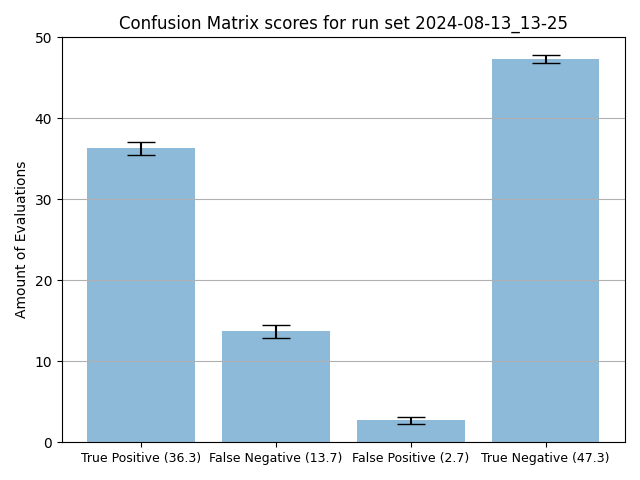 Confusion Matrix scores for run set 2024-08-13_13-25
50
40
30
20
10
0
Amount of Evaluations
True Positive (36.3)
False Negative (13.7)
False Positive (2.7)
True Negative (47.3)